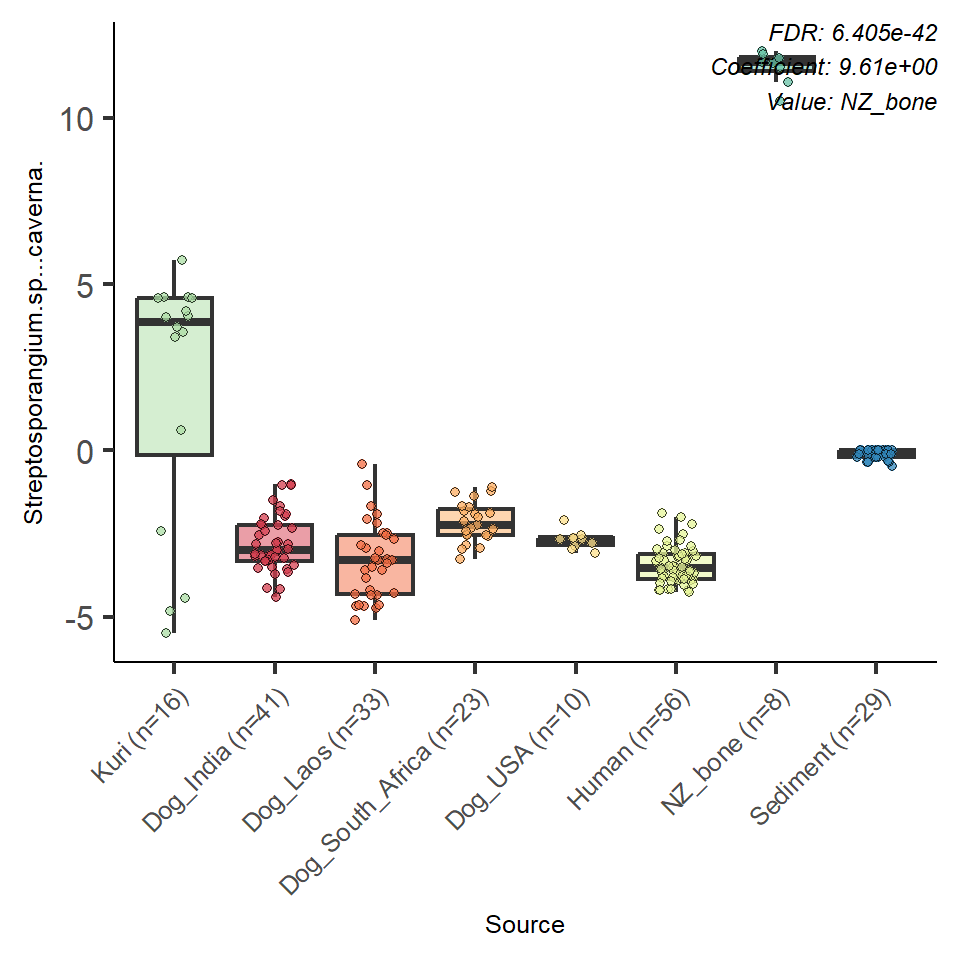 FDR: 6.405e-42
Coefficient: 9.61e+00
Value: NZ_bone
Streptosporangium.sp...caverna.
10
5
0
-5
Kuri (n=16)
Dog_India (n=41)
Dog_Laos (n=33)
Dog_South_Africa (n=23)
Dog_USA (n=10)
Human (n=56)
NZ_bone (n=8)
Sediment (n=29)
Source